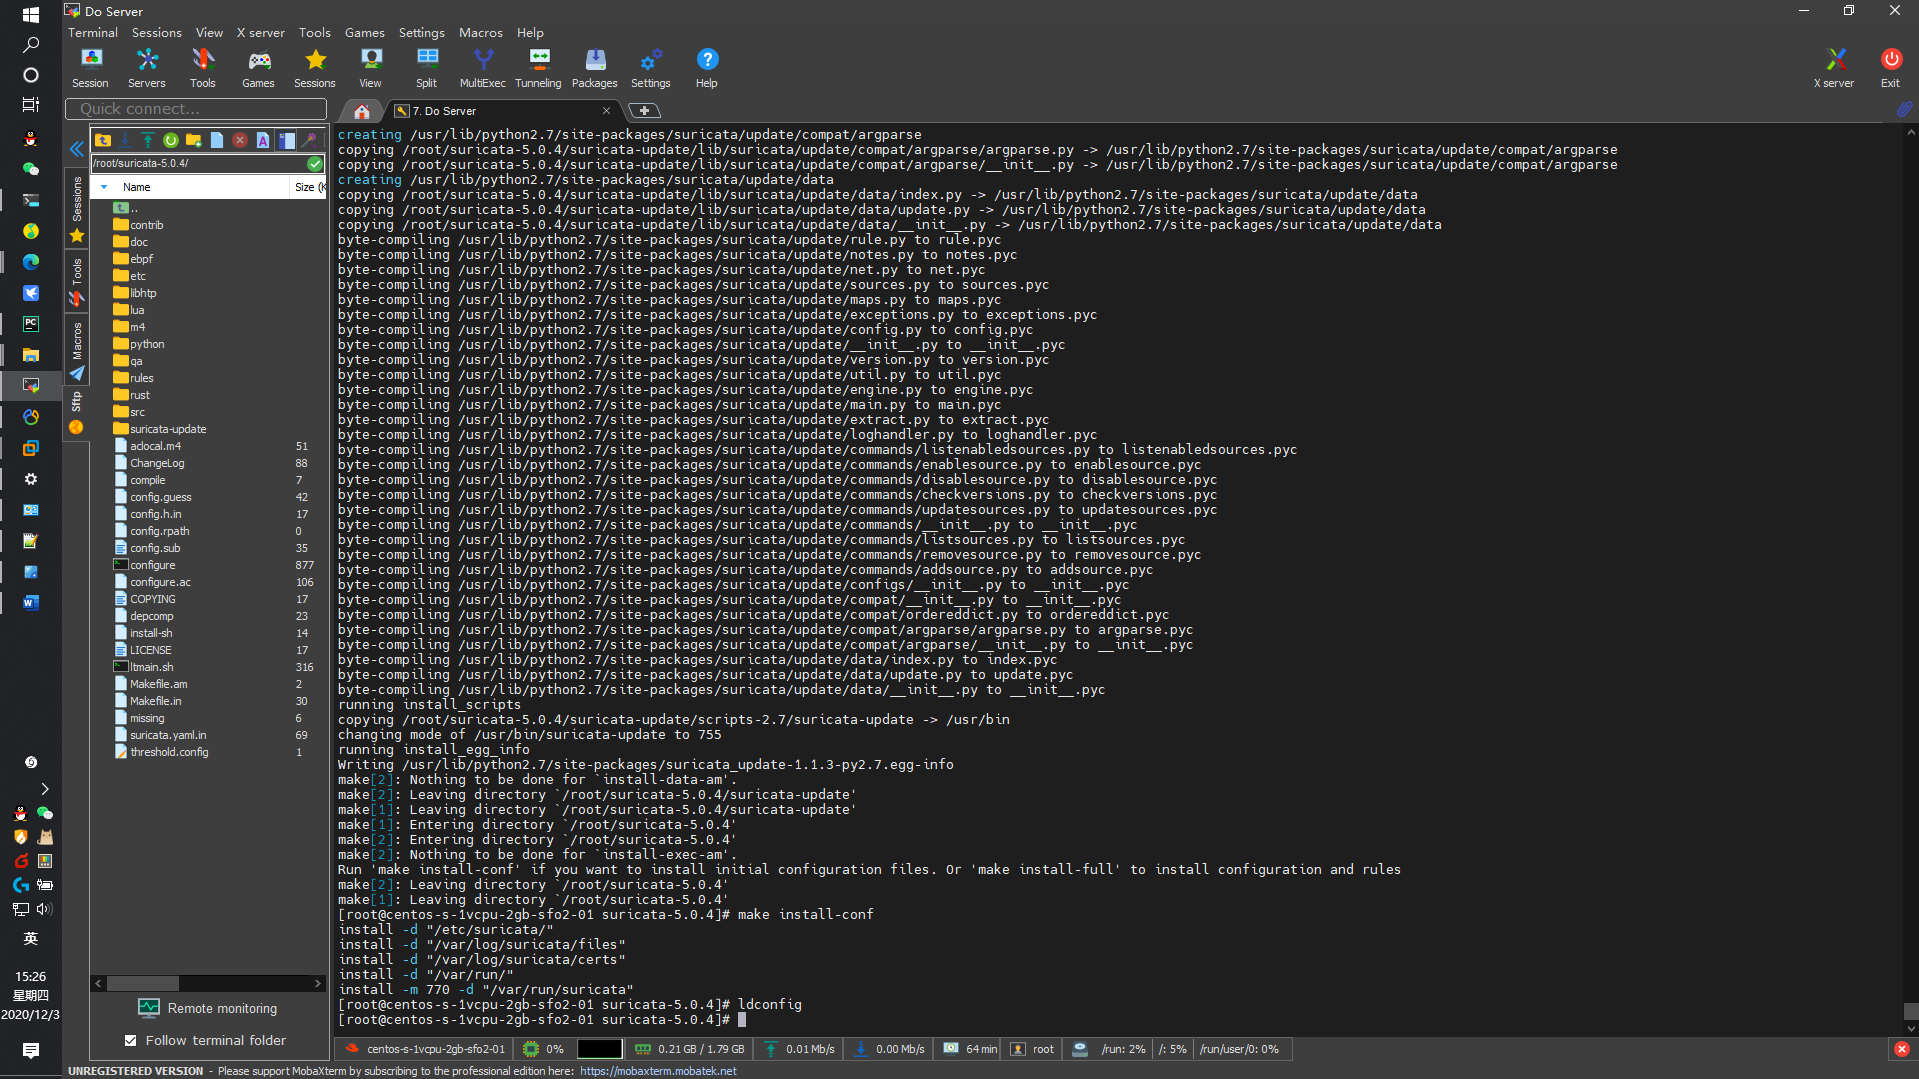 Do Server
Terminal Sessions View X server Tools Games Settings Macros Help
Session Servers Tools Games Sessions View Split MultiExec Tunneling Packages Settings Help X server Exit
Quick connect...
7. Do Server
/root/suricata-5.0.4/
Name Size (K
..
contrib
doc
ebpf
etc
libhtp
lua
m4
python
qa
rules
rust
src
suricata-update
aclocal.m4 51
ChangeLog 88
compile 7
config.guess 42
config.h.in 17
config.rpath 0
config.sub 35
configure 877
configure.ac 106
COPYING 17
depcomp 23
install-sh 14
LICENSE 17
ltmain.sh 316
Makefile.am 2
Makefile.in 30
missing 6
suricata.yaml.in 69
threshold.config 1
Sessions
Tools
Macros
Sftp
Remote monitoring
Follow terminal folder
creating /usr/lib/python2.7/site-packages/suricata/update/compat/argparse
copying /root/suricata-5.0.4/suricata-update/lib/suricata/update/compat/argparse/argparse.py -> /usr/lib/python2.7/site-packages/suricata/update/compat/argparse
copying /root/suricata-5.0.4/suricata-update/lib/suricata/update/compat/argparse/__init__.py -> /usr/lib/python2.7/site-packages/suricata/update/compat/argparse
creating /usr/lib/python2.7/site-packages/suricata/update/data
copying /root/suricata-5.0.4/suricata-update/lib/suricata/update/data/index.py -> /usr/lib/python2.7/site-packages/suricata/update/data
copying /root/suricata-5.0.4/suricata-update/lib/suricata/update/data/update.py -> /usr/lib/python2.7/site-packages/suricata/update/data
copying /root/suricata-5.0.4/suricata-update/lib/suricata/update/data/__init__.py -> /usr/lib/python2.7/site-packages/suricata/update/data
byte-compiling /usr/lib/python2.7/site-packages/suricata/update/rule.py to rule.pyc
byte-compiling /usr/lib/python2.7/site-packages/suricata/update/notes.py to notes.pyc
byte-compiling /usr/lib/python2.7/site-packages/suricata/update/net.py to net.pyc
byte-compiling /usr/lib/python2.7/site-packages/suricata/update/sources.py to sources.pyc
byte-compiling /usr/lib/python2.7/site-packages/suricata/update/maps.py to maps.pyc
byte-compiling /usr/lib/python2.7/site-packages/suricata/update/exceptions.py to exceptions.pyc
byte-compiling /usr/lib/python2.7/site-packages/suricata/update/config.py to config.pyc
byte-compiling /usr/lib/python2.7/site-packages/suricata/update/__init__.py to __init__.pyc
byte-compiling /usr/lib/python2.7/site-packages/suricata/update/version.py to version.pyc
byte-compiling /usr/lib/python2.7/site-packages/suricata/update/util.py to util.pyc
byte-compiling /usr/lib/python2.7/site-packages/suricata/update/engine.py to engine.pyc
byte-compiling /usr/lib/python2.7/site-packages/suricata/update/main.py to main.pyc
byte-compiling /usr/lib/python2.7/site-packages/suricata/update/extract.py to extract.pyc
byte-compiling /usr/lib/python2.7/site-packages/suricata/update/loghandler.py to loghandler.pyc
byte-compiling /usr/lib/python2.7/site-packages/suricata/update/commands/listenabledsources.py to listenabledsources.pyc
byte-compiling /usr/lib/python2.7/site-packages/suricata/update/commands/enablesource.py to enablesource.pyc
byte-compiling /usr/lib/python2.7/site-packages/suricata/update/commands/disablesource.py to disablesource.pyc
byte-compiling /usr/lib/python2.7/site-packages/suricata/update/commands/checkversions.py to checkversions.pyc
byte-compiling /usr/lib/python2.7/site-packages/suricata/update/commands/updatesources.py to updatesources.pyc
byte-compiling /usr/lib/python2.7/site-packages/suricata/update/commands/__init__.py to __init__.pyc
byte-compiling /usr/lib/python2.7/site-packages/suricata/update/commands/listsources.py to listsources.pyc
byte-compiling /usr/lib/python2.7/site-packages/suricata/update/commands/removesource.py to removesource.pyc
byte-compiling /usr/lib/python2.7/site-packages/suricata/update/commands/addsource.py to addsource.pyc
byte-compiling /usr/lib/python2.7/site-packages/suricata/update/configs/__init__.py to __init__.pyc
byte-compiling /usr/lib/python2.7/site-packages/suricata/update/compat/__init__.py to __init__.pyc
byte-compiling /usr/lib/python2.7/site-packages/suricata/update/compat/ordereddict.py to ordereddict.pyc
byte-compiling /usr/lib/python2.7/site-packages/suricata/update/compat/argparse/argparse.py to argparse.pyc
byte-compiling /usr/lib/python2.7/site-packages/suricata/update/compat/argparse/__init__.py to __init__.pyc
byte-compiling /usr/lib/python2.7/site-packages/suricata/update/data/index.py to index.pyc
byte-compiling /usr/lib/python2.7/site-packages/suricata/update/data/update.py to update.pyc
byte-compiling /usr/lib/python2.7/site-packages/suricata/update/data/__init__.py to __init__.pyc
running install_scripts
copying /root/suricata-5.0.4/suricata-update/scripts-2.7/suricata-update -> /usr/bin
changing mode of /usr/bin/suricata-update to 755
running install_egg_info
Writing /usr/lib/python2.7/site-packages/suricata_update-1.1.3-py2.7.egg-info
make[2]: Nothing to be done for `install-data-am'.
make[2]: Leaving directory `/root/suricata-5.0.4/suricata-update'
make[1]: Leaving directory `/root/suricata-5.0.4/suricata-update'
make[1]: Entering directory `/root/suricata-5.0.4'
make[2]: Entering directory `/root/suricata-5.0.4'
make[2]: Nothing to be done for `install-exec-am'.
Run 'make install-conf' if you want to install initial configuration files. Or 'make install-full' to install configuration and rules
make[2]: Leaving directory `/root/suricata-5.0.4'
make[1]: Leaving directory `/root/suricata-5.0.4'
[root@centos-s-1vcpu-2gb-sfo2-01 suricata-5.0.4]# make install-conf
install -d "/etc/suricata/"
install -d "/var/log/suricata/files"
install -d "/var/log/suricata/certs"
install -d "/var/run/"
install -m 770 -d "/var/run/suricata"
[root@centos-s-1vcpu-2gb-sfo2-01 suricata-5.0.4]# ldconfig
[root@centos-s-1vcpu-2gb-sfo2-01 suricata-5.0.4]#
centos-s-1vcpu-2gb-sfo2-01 0% 0.21 GB / 1.79 GB 0.01 Mb/s 0.00 Mb/s 64 min root /run: 2% /: 5% /run/user/0: 0%
UNREGISTERED VERSION - Please support MobaXterm by subscribing to the professional edition here: https://mobaxterm.mobatek.net
英
15:26
星期四
2020/12/3